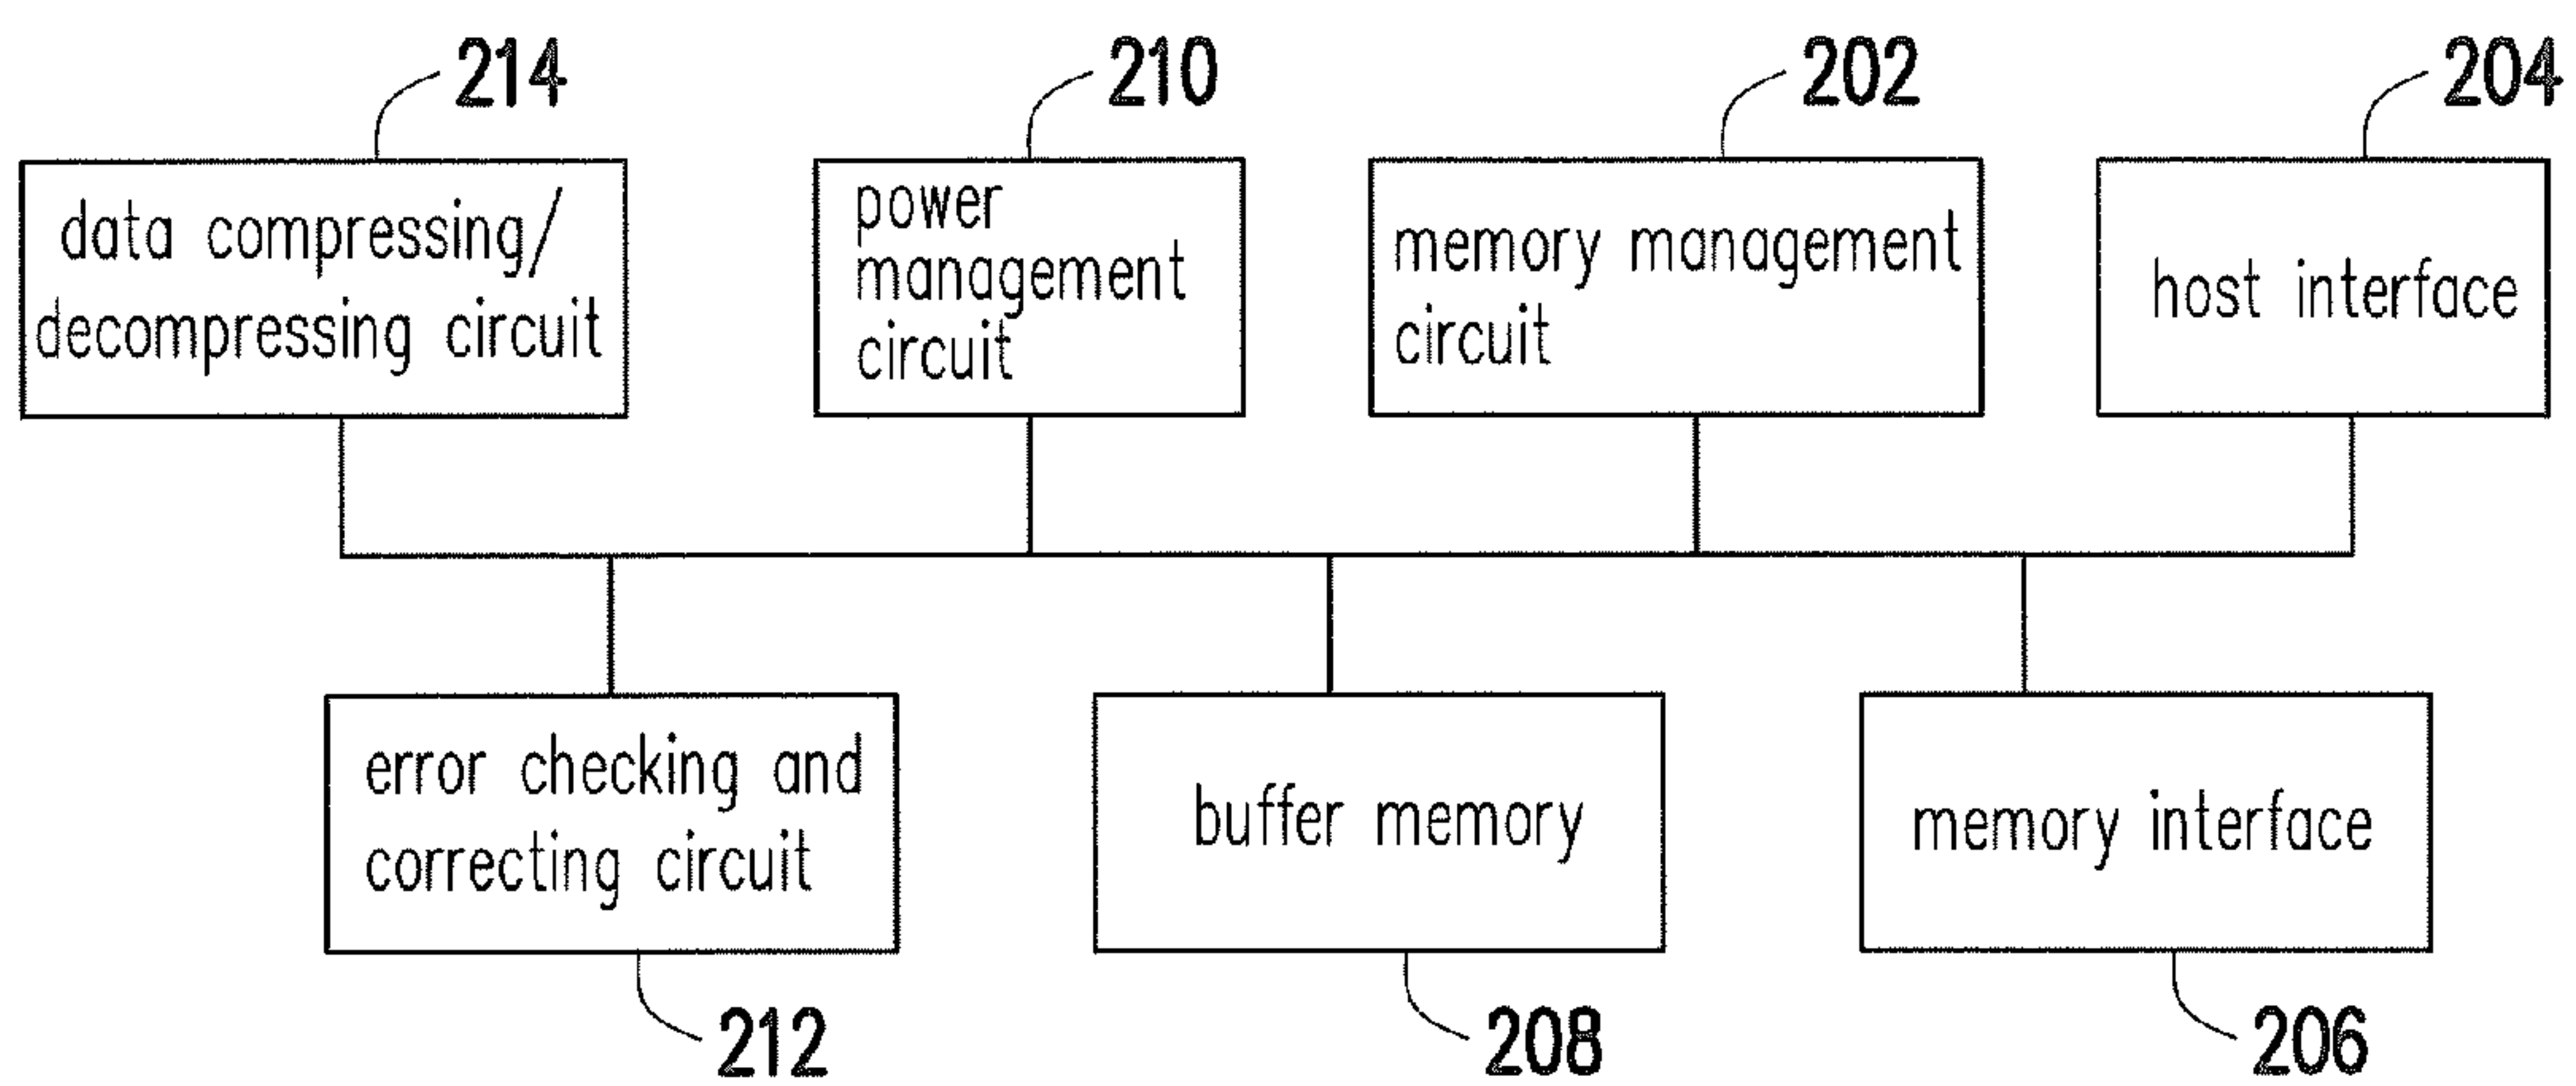 214
210
202
204
data compressing/
decompressing circuit
power
management
circuit
memory management
circuit
host interface
error checking and
correcting circuit
buffer memory
memory interface
212
208
206